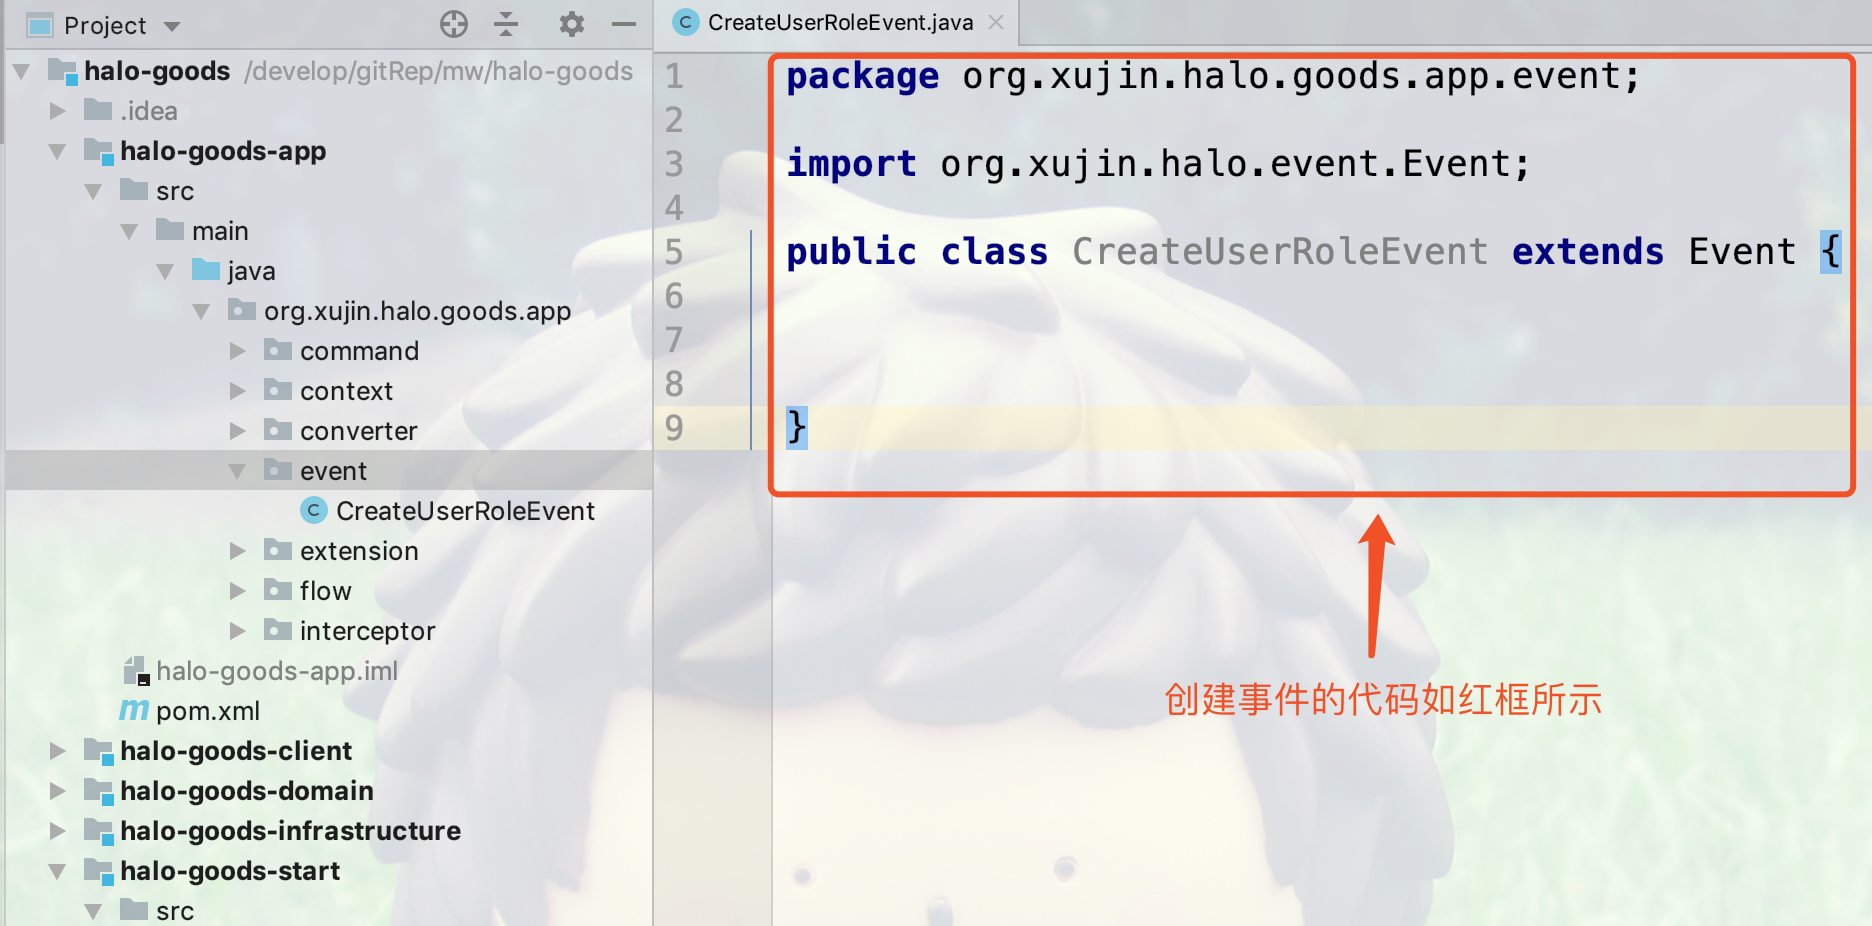 Project
halo-goods /develop/gitRep/mw/halo-goods
.idea
halo-goods-app
src
main
java
org.xujin.halo.goods.app
command
context
converter
event
CreateUserRoleEvent
extension
flow
interceptor
halo-goods-app.iml
pom.xml
halo-goods-client
halo-goods-domain
halo-goods-infrastructure
halo-goods-start
src
CreateUserRoleEvent.java
1 package org.xujin.halo.goods.app.event;
2
3 import org.xujin.halo.event.Event;
4
5 public class CreateUserRoleEvent extends Event {
6
7
8
9 }
创建事件的代码如红框所示